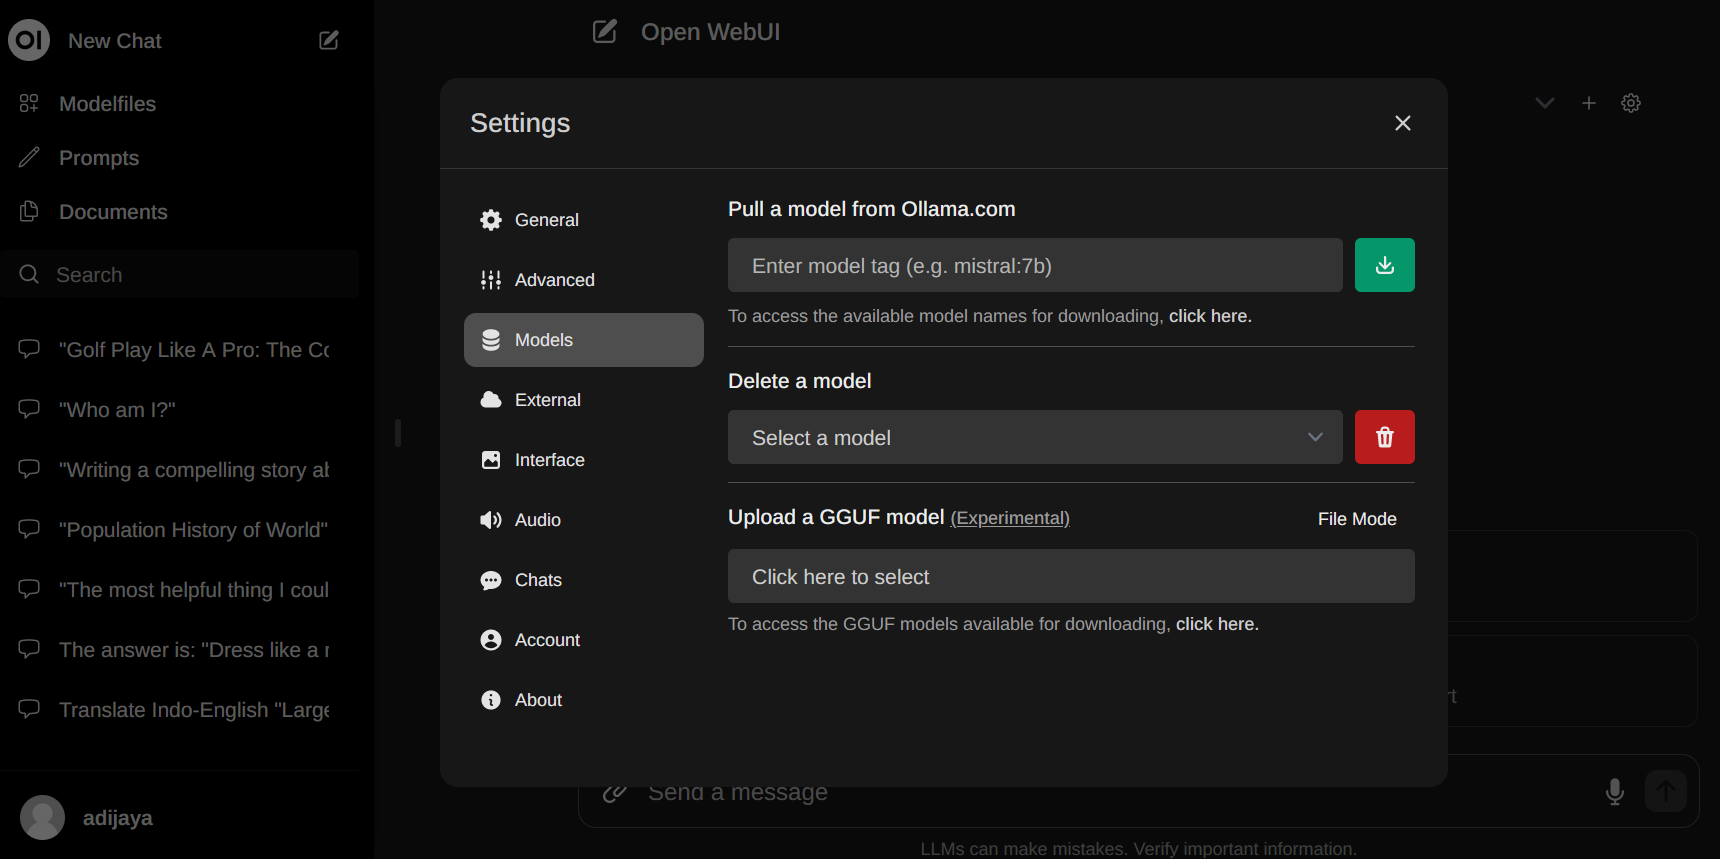 New Chat
Modelfiles
Prompts
Documents
Search
"Golf Play Like A Pro: The Co
"Who am I?"
"Writing a compelling story ab
"Population History of World"
"The most helpful thing I coul
The answer is: "Dress like a r
Translate Indo-English "Large
adijaya
Open WebUI
Settings
General
Advanced
Models
External
Interface
Audio
Chats
Account
About
Pull a model from Ollama.com
Enter model tag (e.g. mistral:7b)
To access the available model names for downloading, click here.
Delete a model
Select a model
Upload a GGUF model (Experimental)
File Mode
Click here to select
To access the GGUF models available for downloading, click here.
Send a message
LLMs can make mistakes. Verify important information.